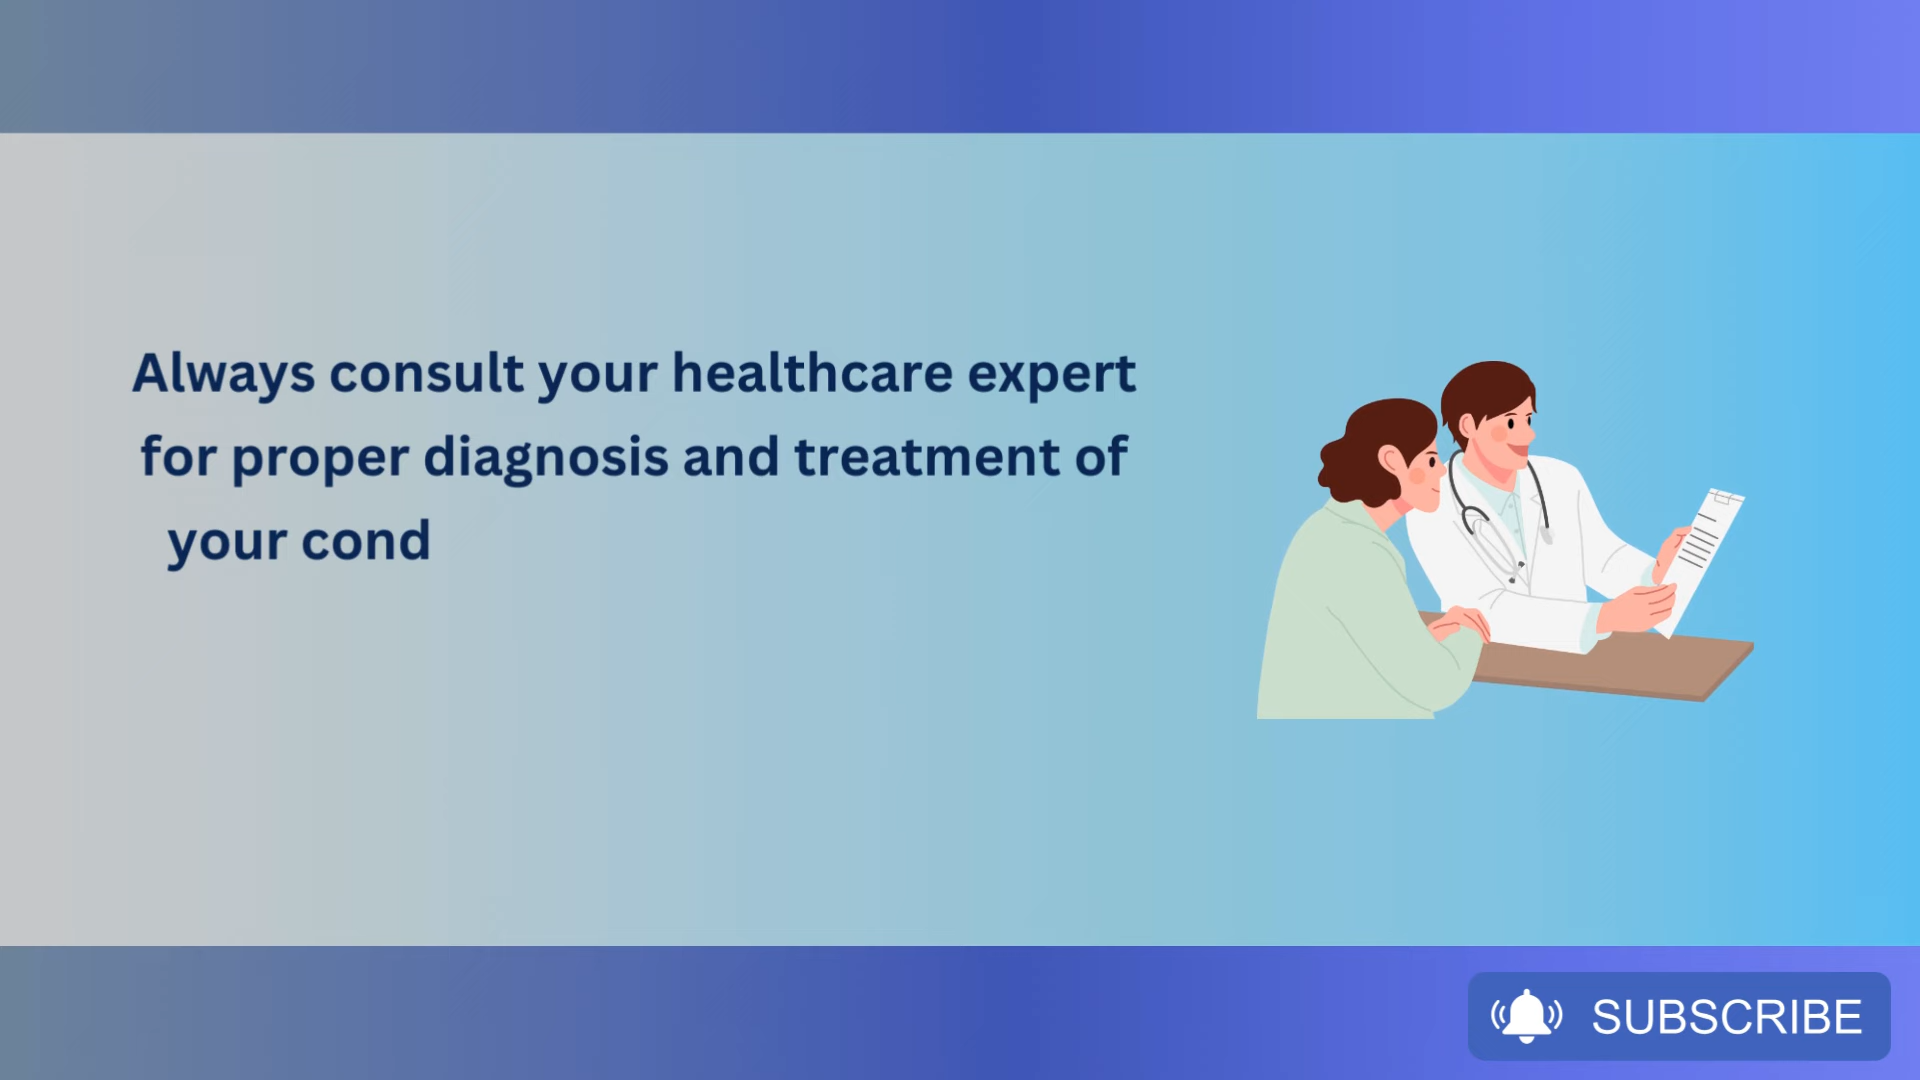 Always consult your healthcare expert
for proper diagnosis and treatment of
your cond
SUBSCRIBE